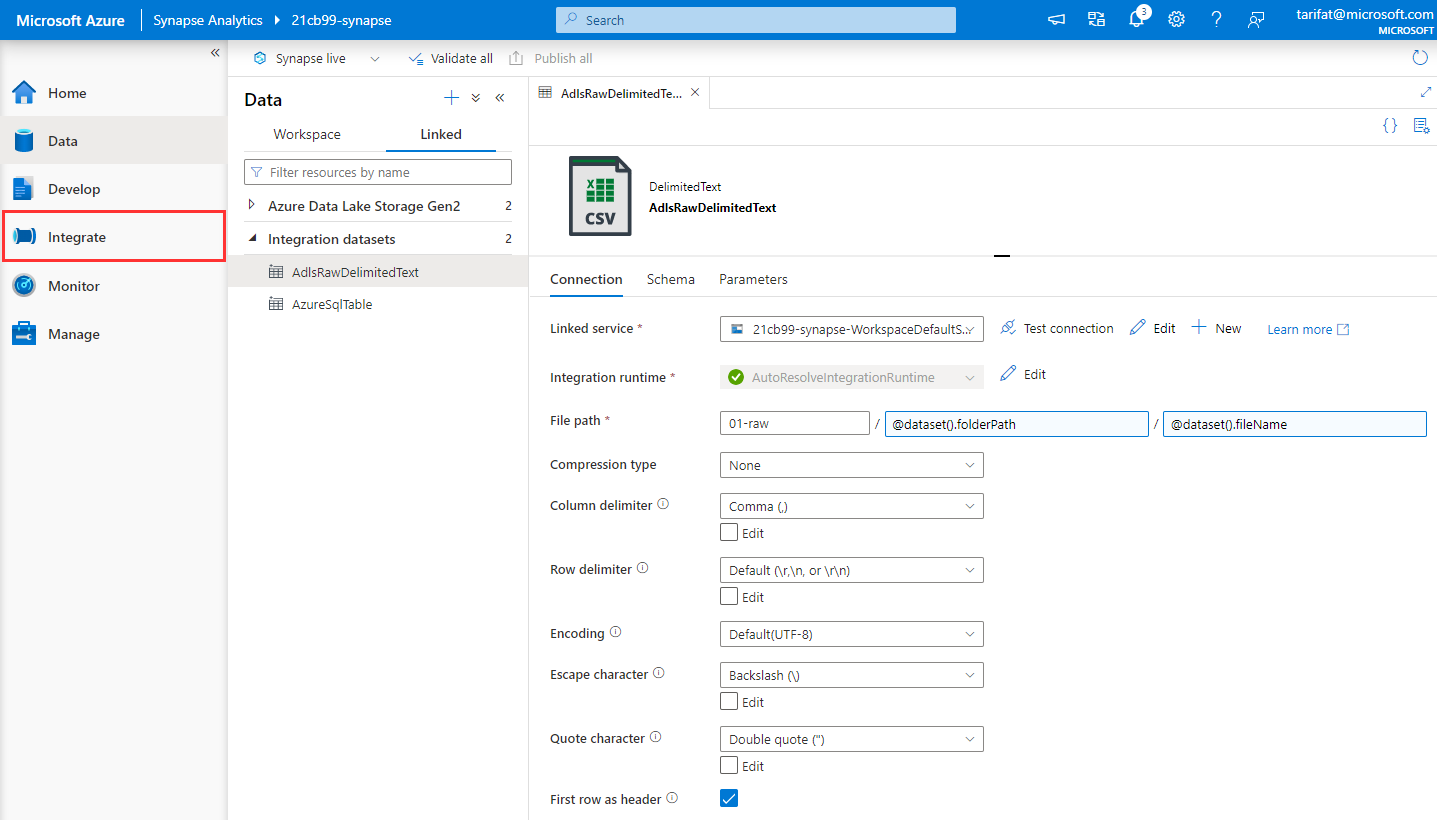 Microsoft Azure
Synapse Analytics
21cb99-synapse
Search
3
tarifat@microsoft.com
MICROSOFT
Home
Data
Develop
Integrate
Monitor
Manage
Synapse live
Validate all
Publish all
Data
Workspace
Linked
Filter resources by name
Azure Data Lake Storage Gen2 2
Integration datasets 2
AdlsRawDelimitedText
AzureSqlTable
AdlsRawDelimitedTe...
{}
CSV
DelimitedText
AdlsRawDelimitedText
Connection Schema Parameters
Linked service * 21cb99-synapse-WorkspaceDefaultS... Test connection Edit New Learn more
Integration runtime * AutoResolveIntegrationRuntime Edit
File path * 01-raw / @dataset().folderPath / @dataset().fileName
Compression type None
Column delimiter Comma (,)
Edit
Row delimiter Default (\r,\n, or \r\n)
Edit
Encoding Default(UTF-8)
Escape character Backslash (\)
Edit
Quote character Double quote (")
Edit
First row as header